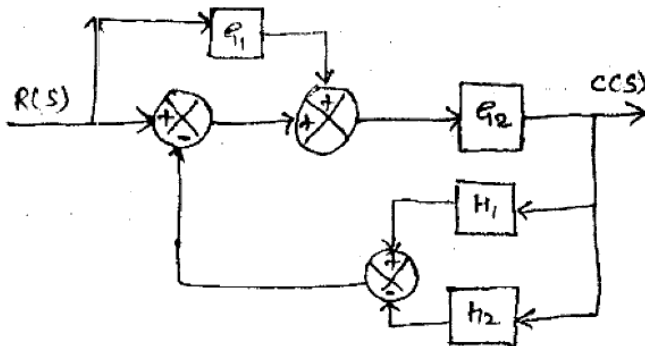 G1
R(S)
C(S)
+
-
+
+
G2
H1
+
-
h2